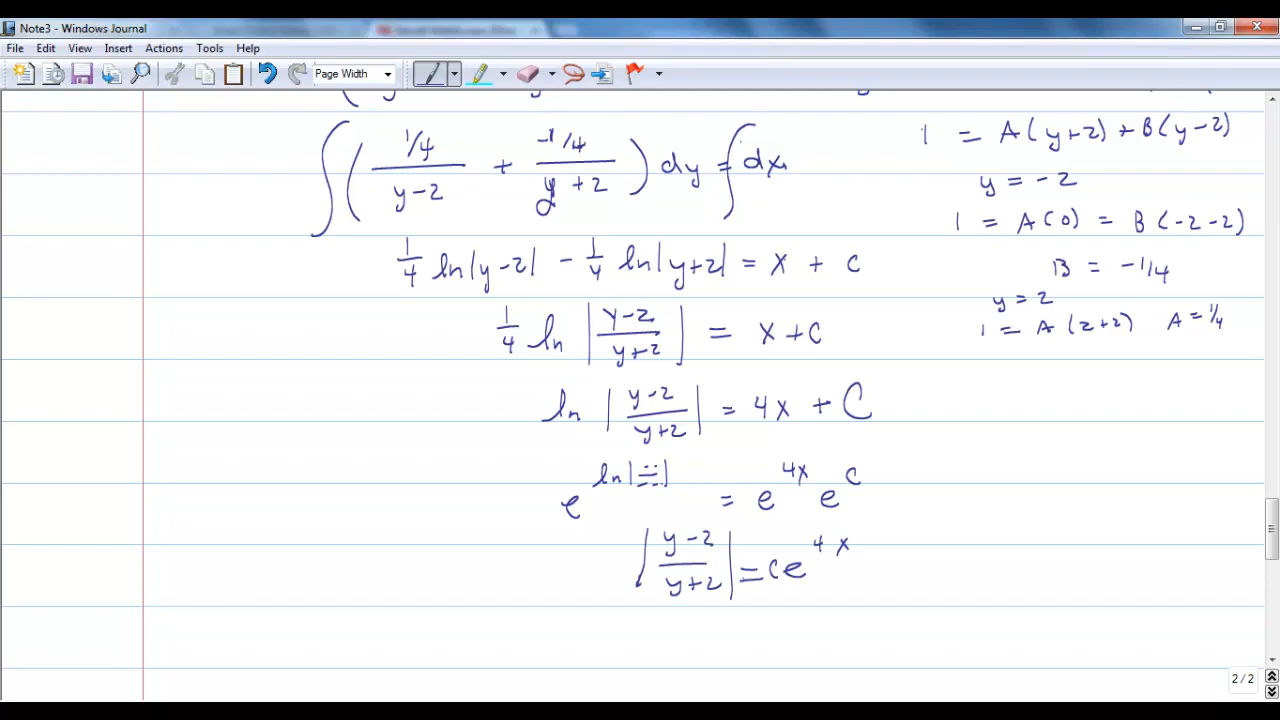 Note3 - Windows Journal
File Edit View Insert Actions Tools Help
Page Width
∫ ( 1/4 / y-2 + -1/4 / y+2 ) dy = ∫ dx
1/4 ln|y-2| - 1/4 ln|y+2| = x + c
1/4 ln | y-2 / y+2 | = x + c
ln | y-2 / y+2 | = 4x + C
e^ln|::| = e^4x e^C
| y-2 / y+2 | = Ce^4x
1 = A(y+2) + B(y-2)
y = -2
1 = A(0) = B(-2-2)
B = -1/4
y = 2
1 = A(2+2) A = 1/4
2 / 2